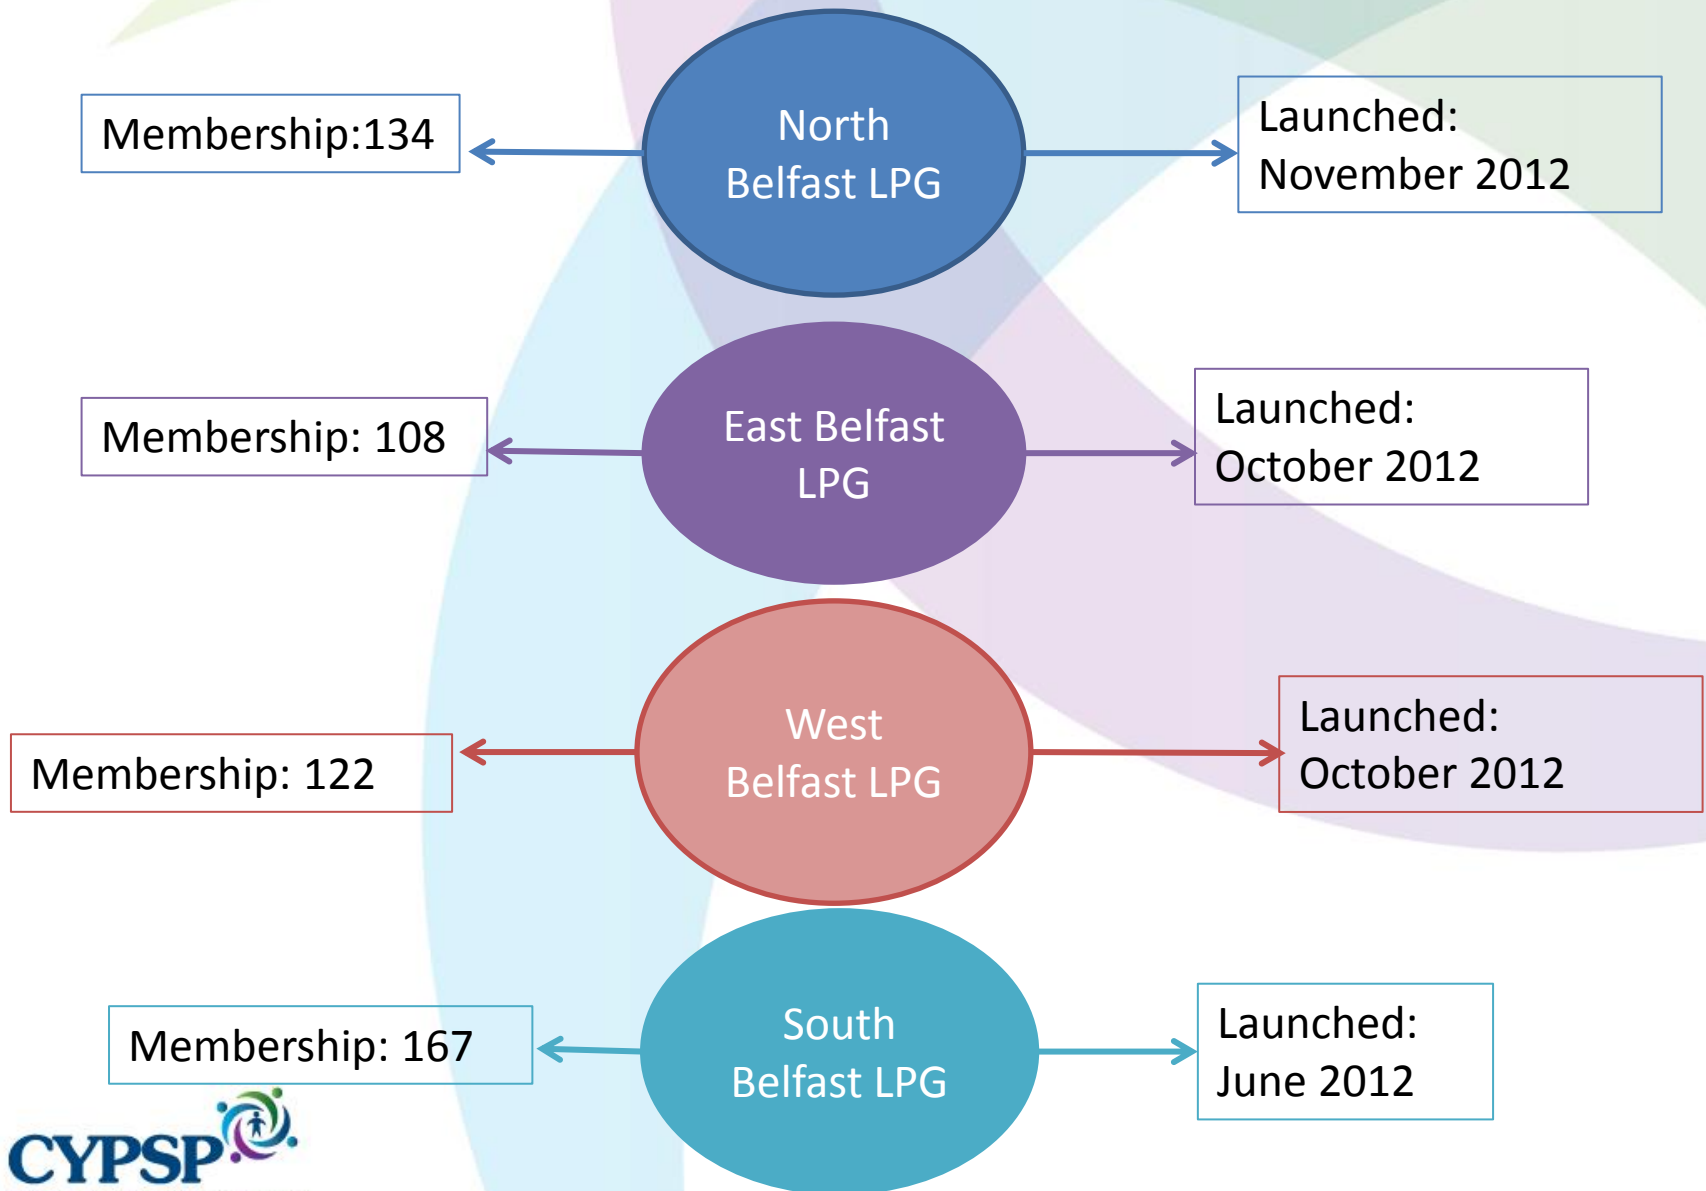 Membership:134
North
Belfast LPG
Launched:
November 2012
Membership: 108
East Belfast
LPG
Launched:
October 2012
Membership: 122
West
Belfast LPG
Launched:
October 2012
Membership: 167
South
Belfast LPG
Launched:
June 2012
CYPSP